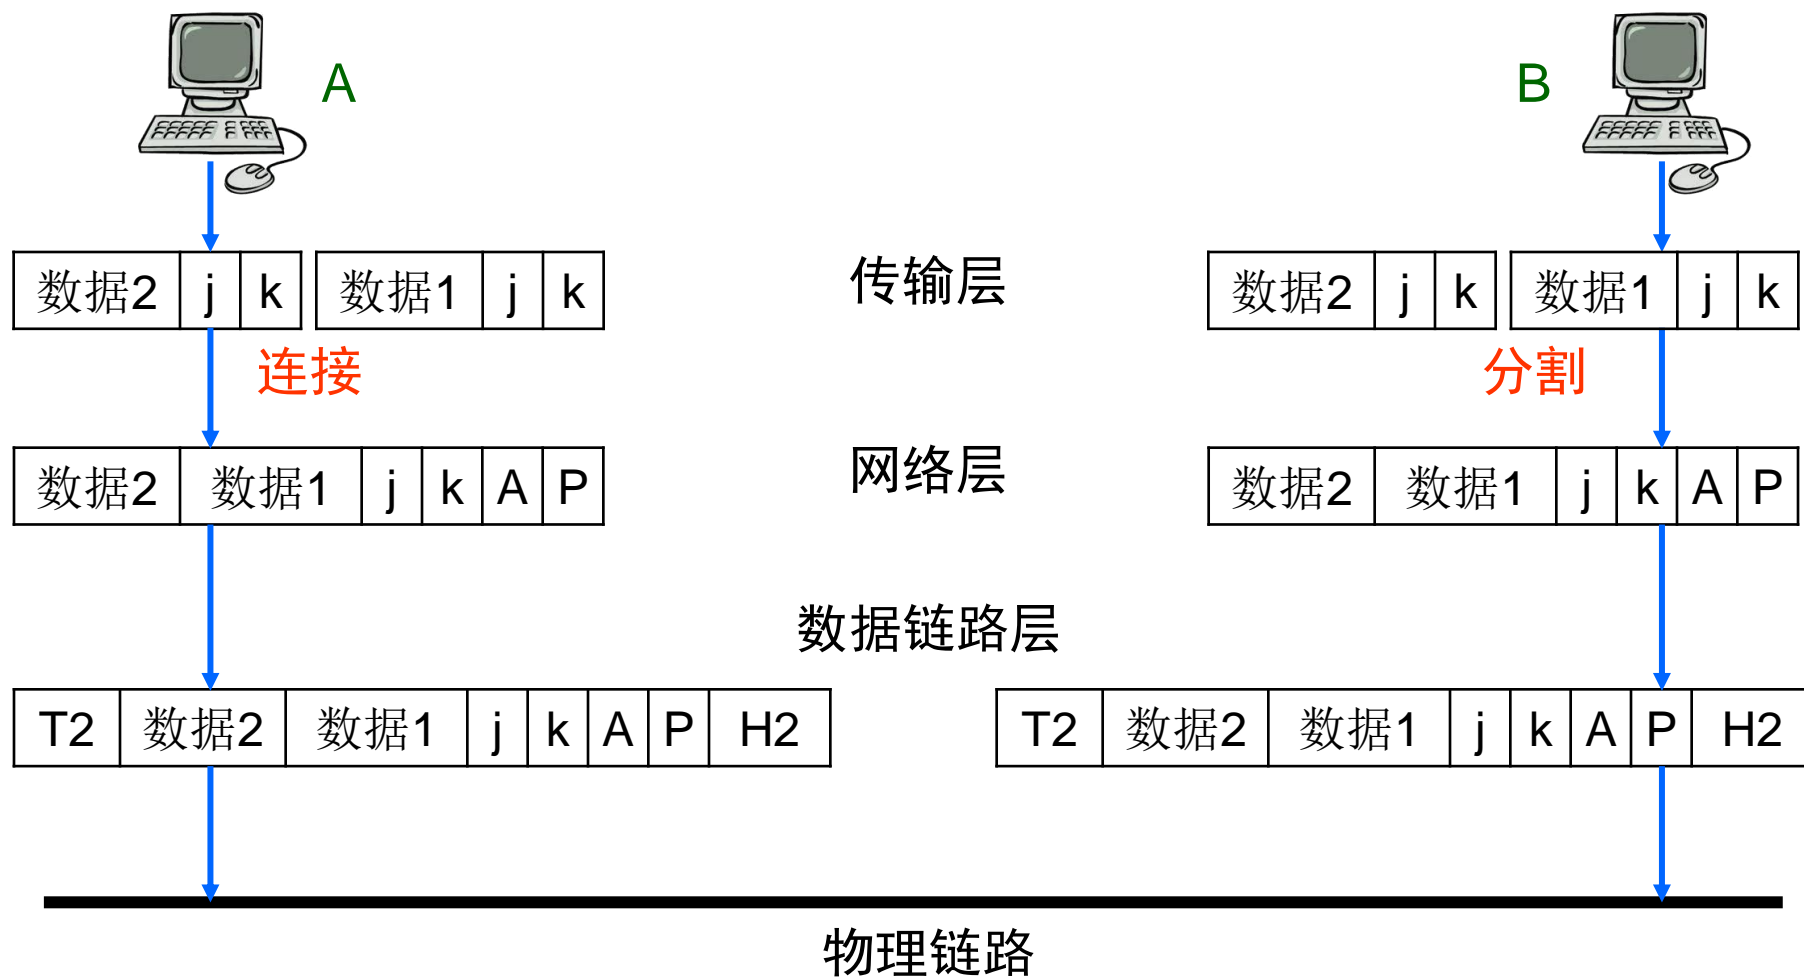 A
B
数据2 j k 数据1 j k
传输层
数据2 j k 数据1 j k
连接
分割
数据2 数据1 j k A P
网络层
数据2 数据1 j k A P
数据链路层
T2 数据2 数据1 j k A P H2
T2 数据2 数据1 j k A P H2
物理链路